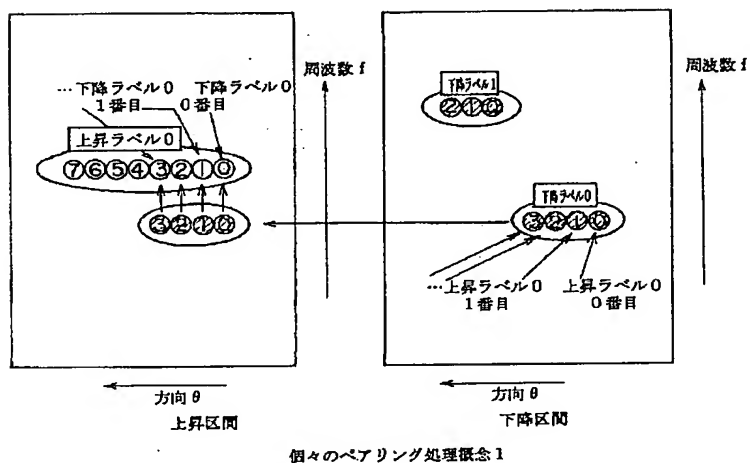 周波数 f
…下降ラベル0 下降ラベル0
1番目 0番目
上昇ラベル0
⑦⑥⑤④③②①⓪
③②①⓪
方向 θ
上昇区間
周波数 f
下降ラベル1
②①⓪
下降ラベル0
③②①⓪
…上昇ラベル0 上昇ラベル0
1番目 0番目
方向 θ
下降区間
個々のペアリング処理概念1